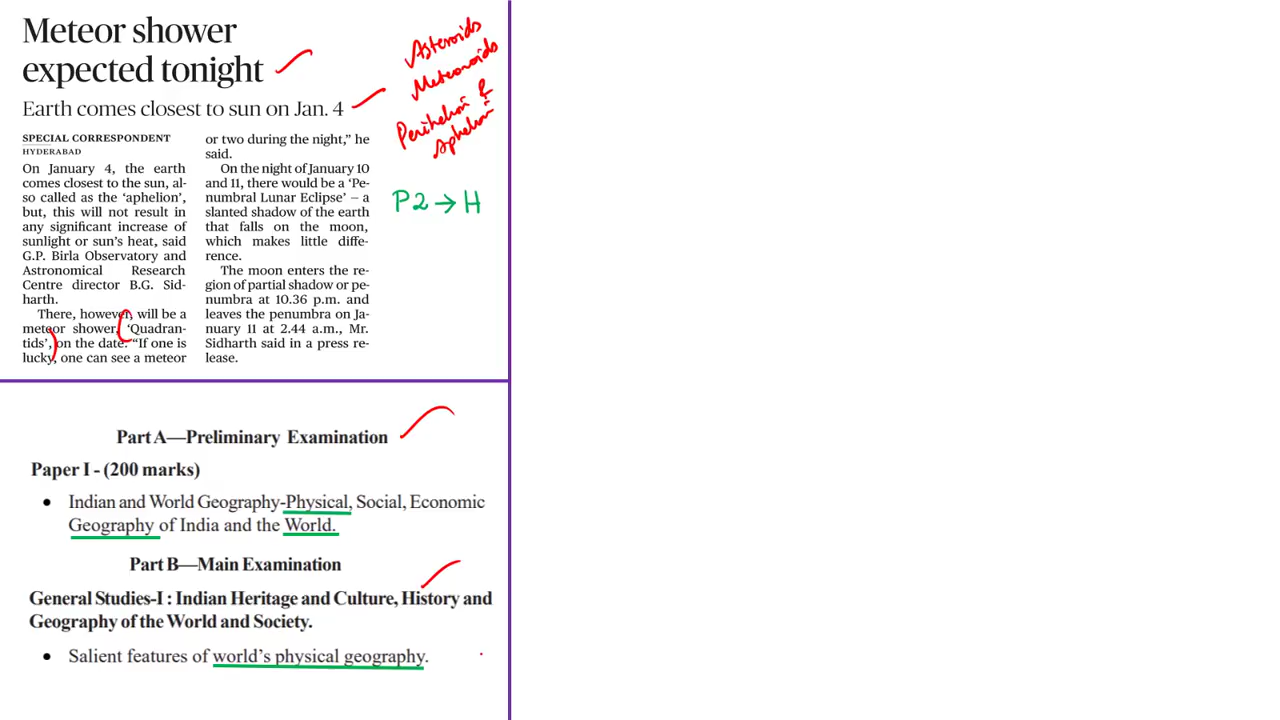 Meteor shower
expected tonight
Earth comes closest to sun on Jan. 4
SPECIAL CORRESPONDENT
HYDERABAD
On January 4, the earth
comes closest to the sun, al-
so called as the ‘aphelion’,
but, this will not result in
any significant increase of
sunlight or sun’s heat, said
G.P. Birla Observatory and
Astronomical Research
Centre director B.G. Sid-
harth.
There, however, will be a
meteor shower, ‘Quadran-
tids’, on the date. “If one is
lucky, one can see a meteor
or two during the night,” he
said.
On the night of January 10
and 11, there would be a ‘Pe-
numbral Lunar Eclipse’ – a
slanted shadow of the earth
that falls on the moon,
which makes little diffe-
rence.
The moon enters the re-
gion of partial shadow or pe-
numbra at 10.36 p.m. and
leaves the penumbra on Ja-
nuary 11 at 2.44 a.m., Mr.
Sidharth said in a press re-
lease.
Asteroids
Meteoroids
Perihelion &
Aphelion
P2 → H
Part A—Preliminary Examination
Paper I - (200 marks)
• Indian and World Geography-Physical, Social, Economic
Geography of India and the World.
Part B—Main Examination
General Studies-I : Indian Heritage and Culture, History and
Geography of the World and Society.
• Salient features of world’s physical geography.